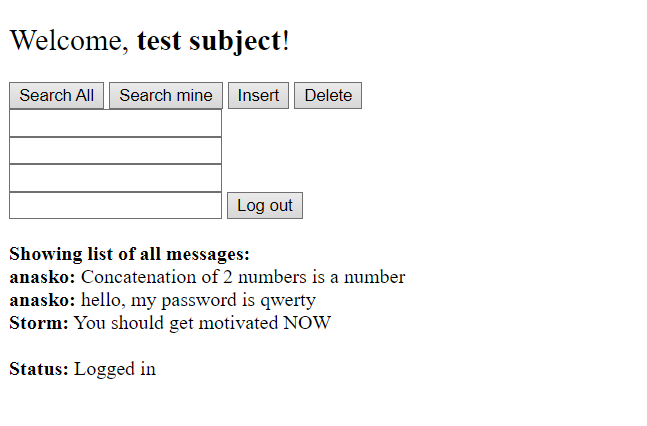 Welcome, test subject!
Search All Search mine Insert Delete
Log out
Showing list of all messages:
anasko: Concatenation of 2 numbers is a number
anasko: hello, my password is qwerty
Storm: You should get motivated NOW
Status: Logged in